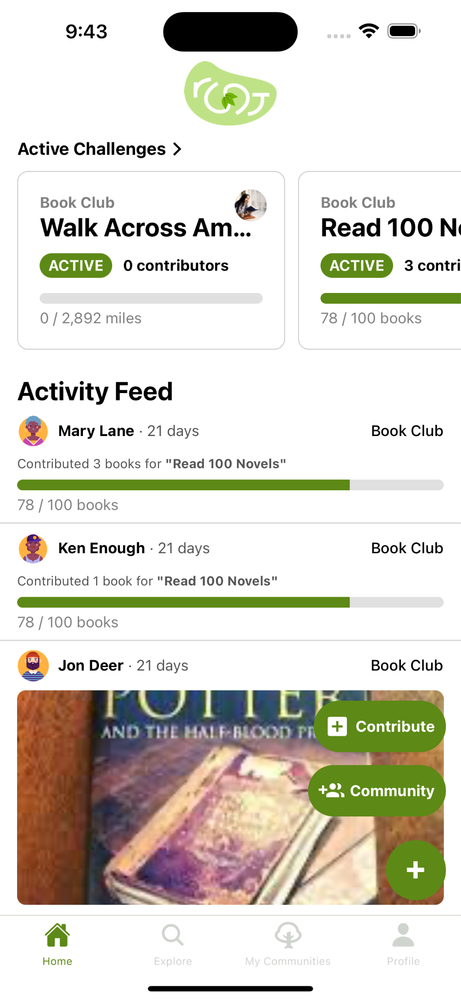 9:43
root
Active Challenges
Book Club
Walk Across Am...
ACTIVE 0 contributors
0 / 2,892 miles
Book Club
Read 100 No
ACTIVE 3 contri
78 / 100 books
Activity Feed
Mary Lane · 21 days Book Club
Contributed 3 books for "Read 100 Novels"
78 / 100 books
Ken Enough · 21 days Book Club
Contributed 1 book for "Read 100 Novels"
78 / 100 books
Jon Deer · 21 days Book Club
POTTER
AND THE HALF-BLOOD PR
Contribute
Community
Home
Explore
My Communities
Profile